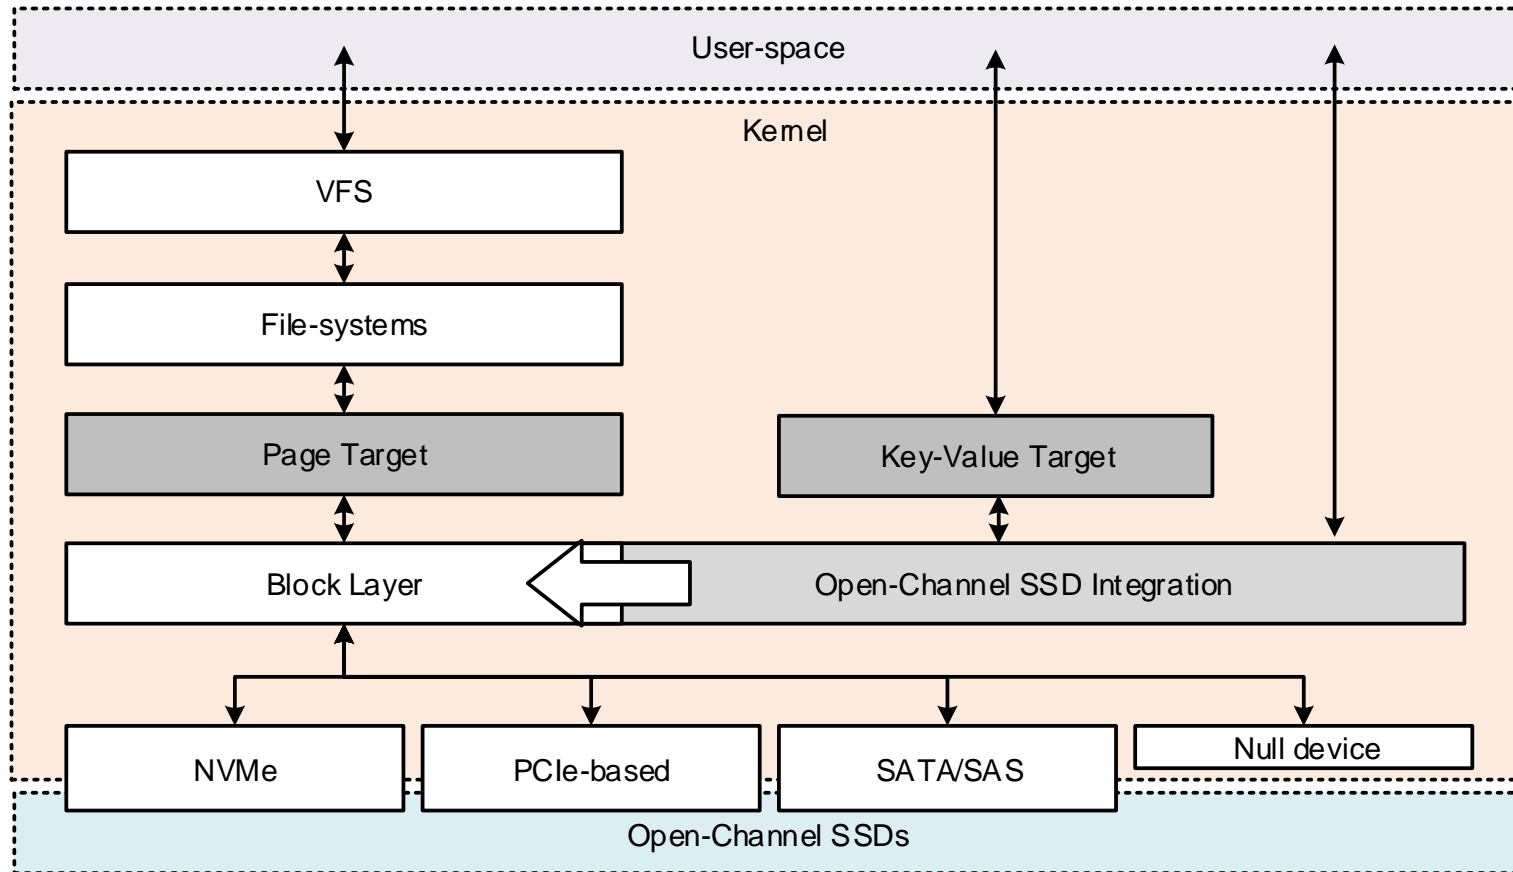 User-space
Kernel
VFS
File-systems
Page Target
Key-Value Target
Block Layer
Open-Channel SSD Integration
NVMe
PCIe-based
SATA/SAS
Null device
Open-Channel SSDs